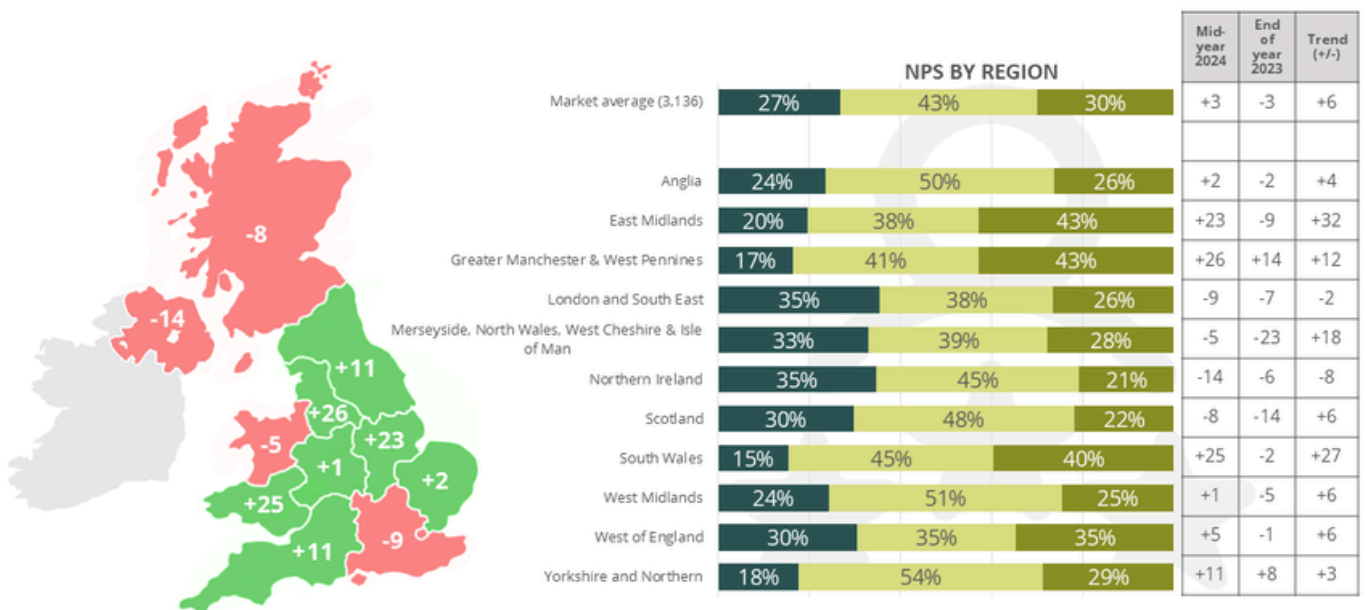 Mid-
year
2024
End
of
year
2023
Trend
(+/-)
NPS BY REGION
Market average (3,136) 27% 43% 30% +3 -3 +6
Anglia 24% 50% 26% +2 -2 +4
East Midlands 20% 38% 43% +23 -9 +32
Greater Manchester & West Pennines 17% 41% 43% +26 +14 +12
London and South East 35% 38% 26% -9 -7 -2
Merseyside, North Wales, West Cheshire & Isle
of Man 33% 39% 28% -5 -23 +18
Northern Ireland 35% 45% 21% -14 -6 -8
Scotland 30% 48% 22% -8 -14 +6
South Wales 15% 45% 40% +25 -2 +27
West Midlands 24% 51% 25% +1 -5 +6
West of England 30% 35% 35% +5 -1 +6
Yorkshire and Northern 18% 54% 29% +11 +8 +3
-8
-14
+11
+26
-5
+23
+1
+2
+25
+11
-9